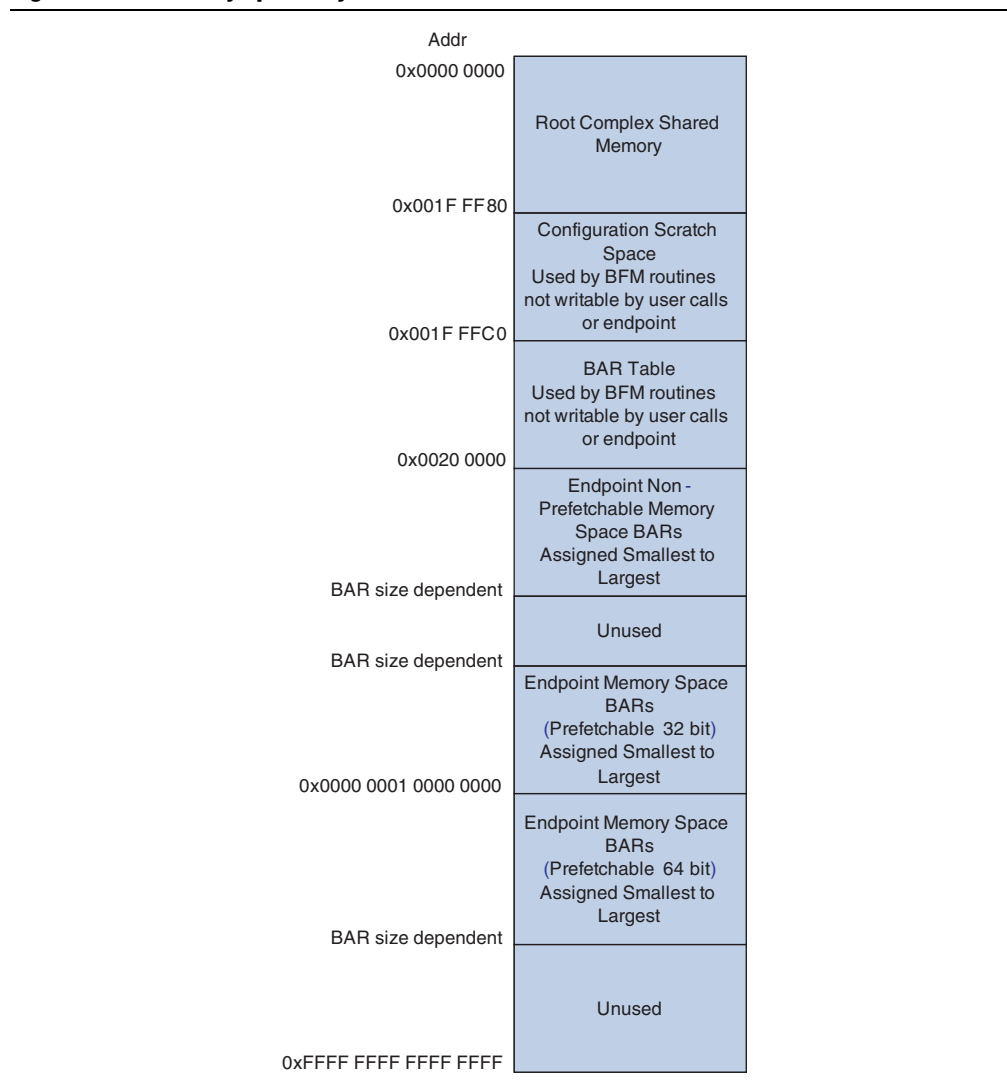 Addr
0x0000 0000
Root Complex Shared
Memory
0x001F FF80
Configuration Scratch
Space
Used by BFM routines
not writable by user calls
or endpoint
0x001F FFC0
BAR Table
Used by BFM routines
not writable by user calls
or endpoint
0x0020 0000
Endpoint Non -
Prefetchable Memory
Space BARs
Assigned Smallest to
Largest
BAR size dependent
Unused
BAR size dependent
Endpoint Memory Space
BARs
(Prefetchable 32 bit)
Assigned Smallest to
Largest
0x0000 0001 0000 0000
Endpoint Memory Space
BARs
(Prefetchable 64 bit)
Assigned Smallest to
Largest
BAR size dependent
Unused
0xFFFF FFFF FFFF FFFF